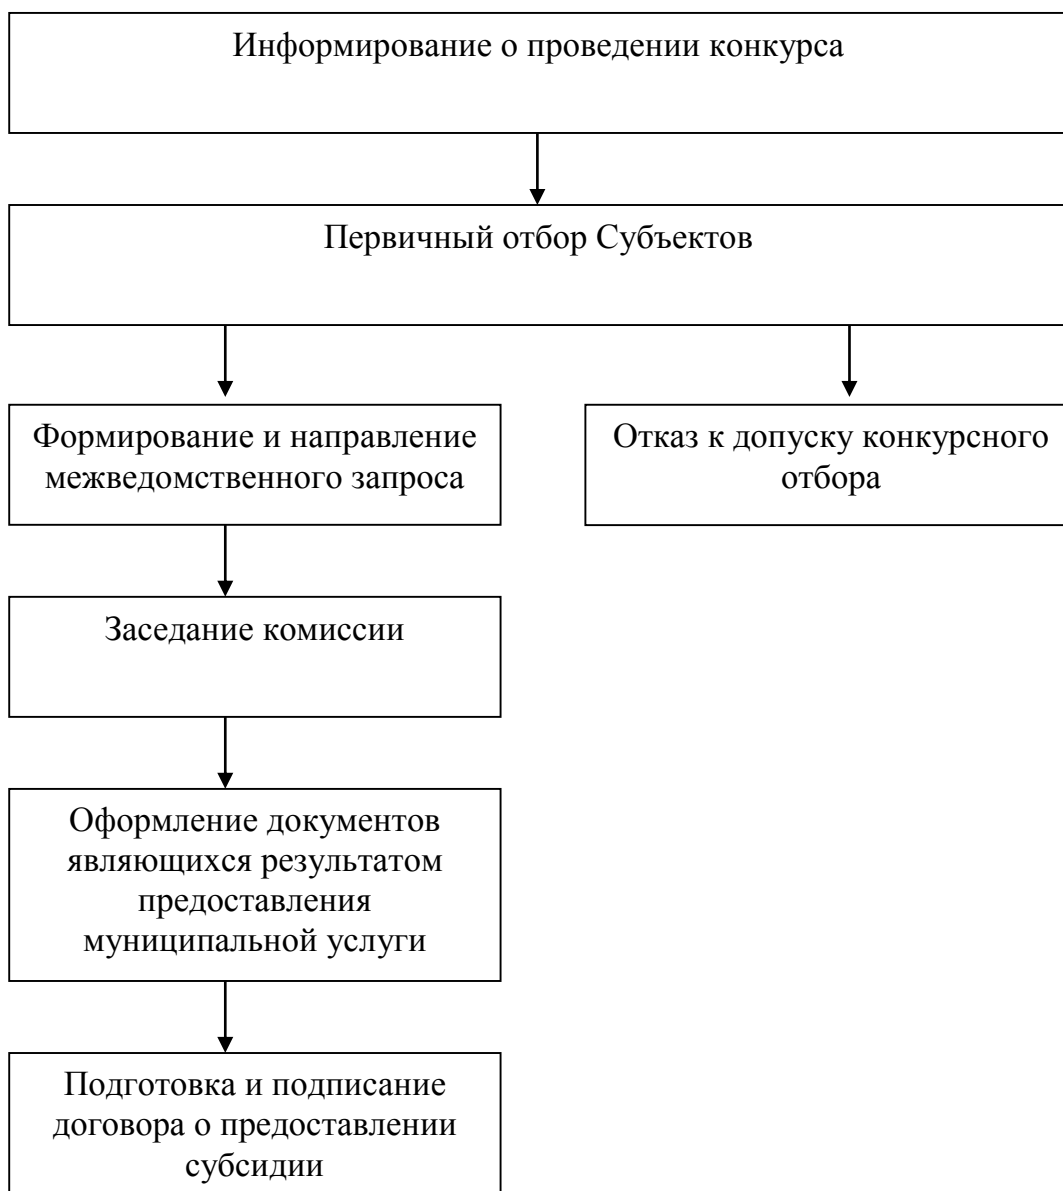 Информирование о проведении конкурса
Первичный отбор Субъектов
Формирование и направление
межведомственного запроса
Отказ к допуску конкурсного
отбора
Заседание комиссии
Оформление документов
являющихся результатом
предоставления
муниципальной услуги
Подготовка и подписание
договора о предоставлении
субсидии